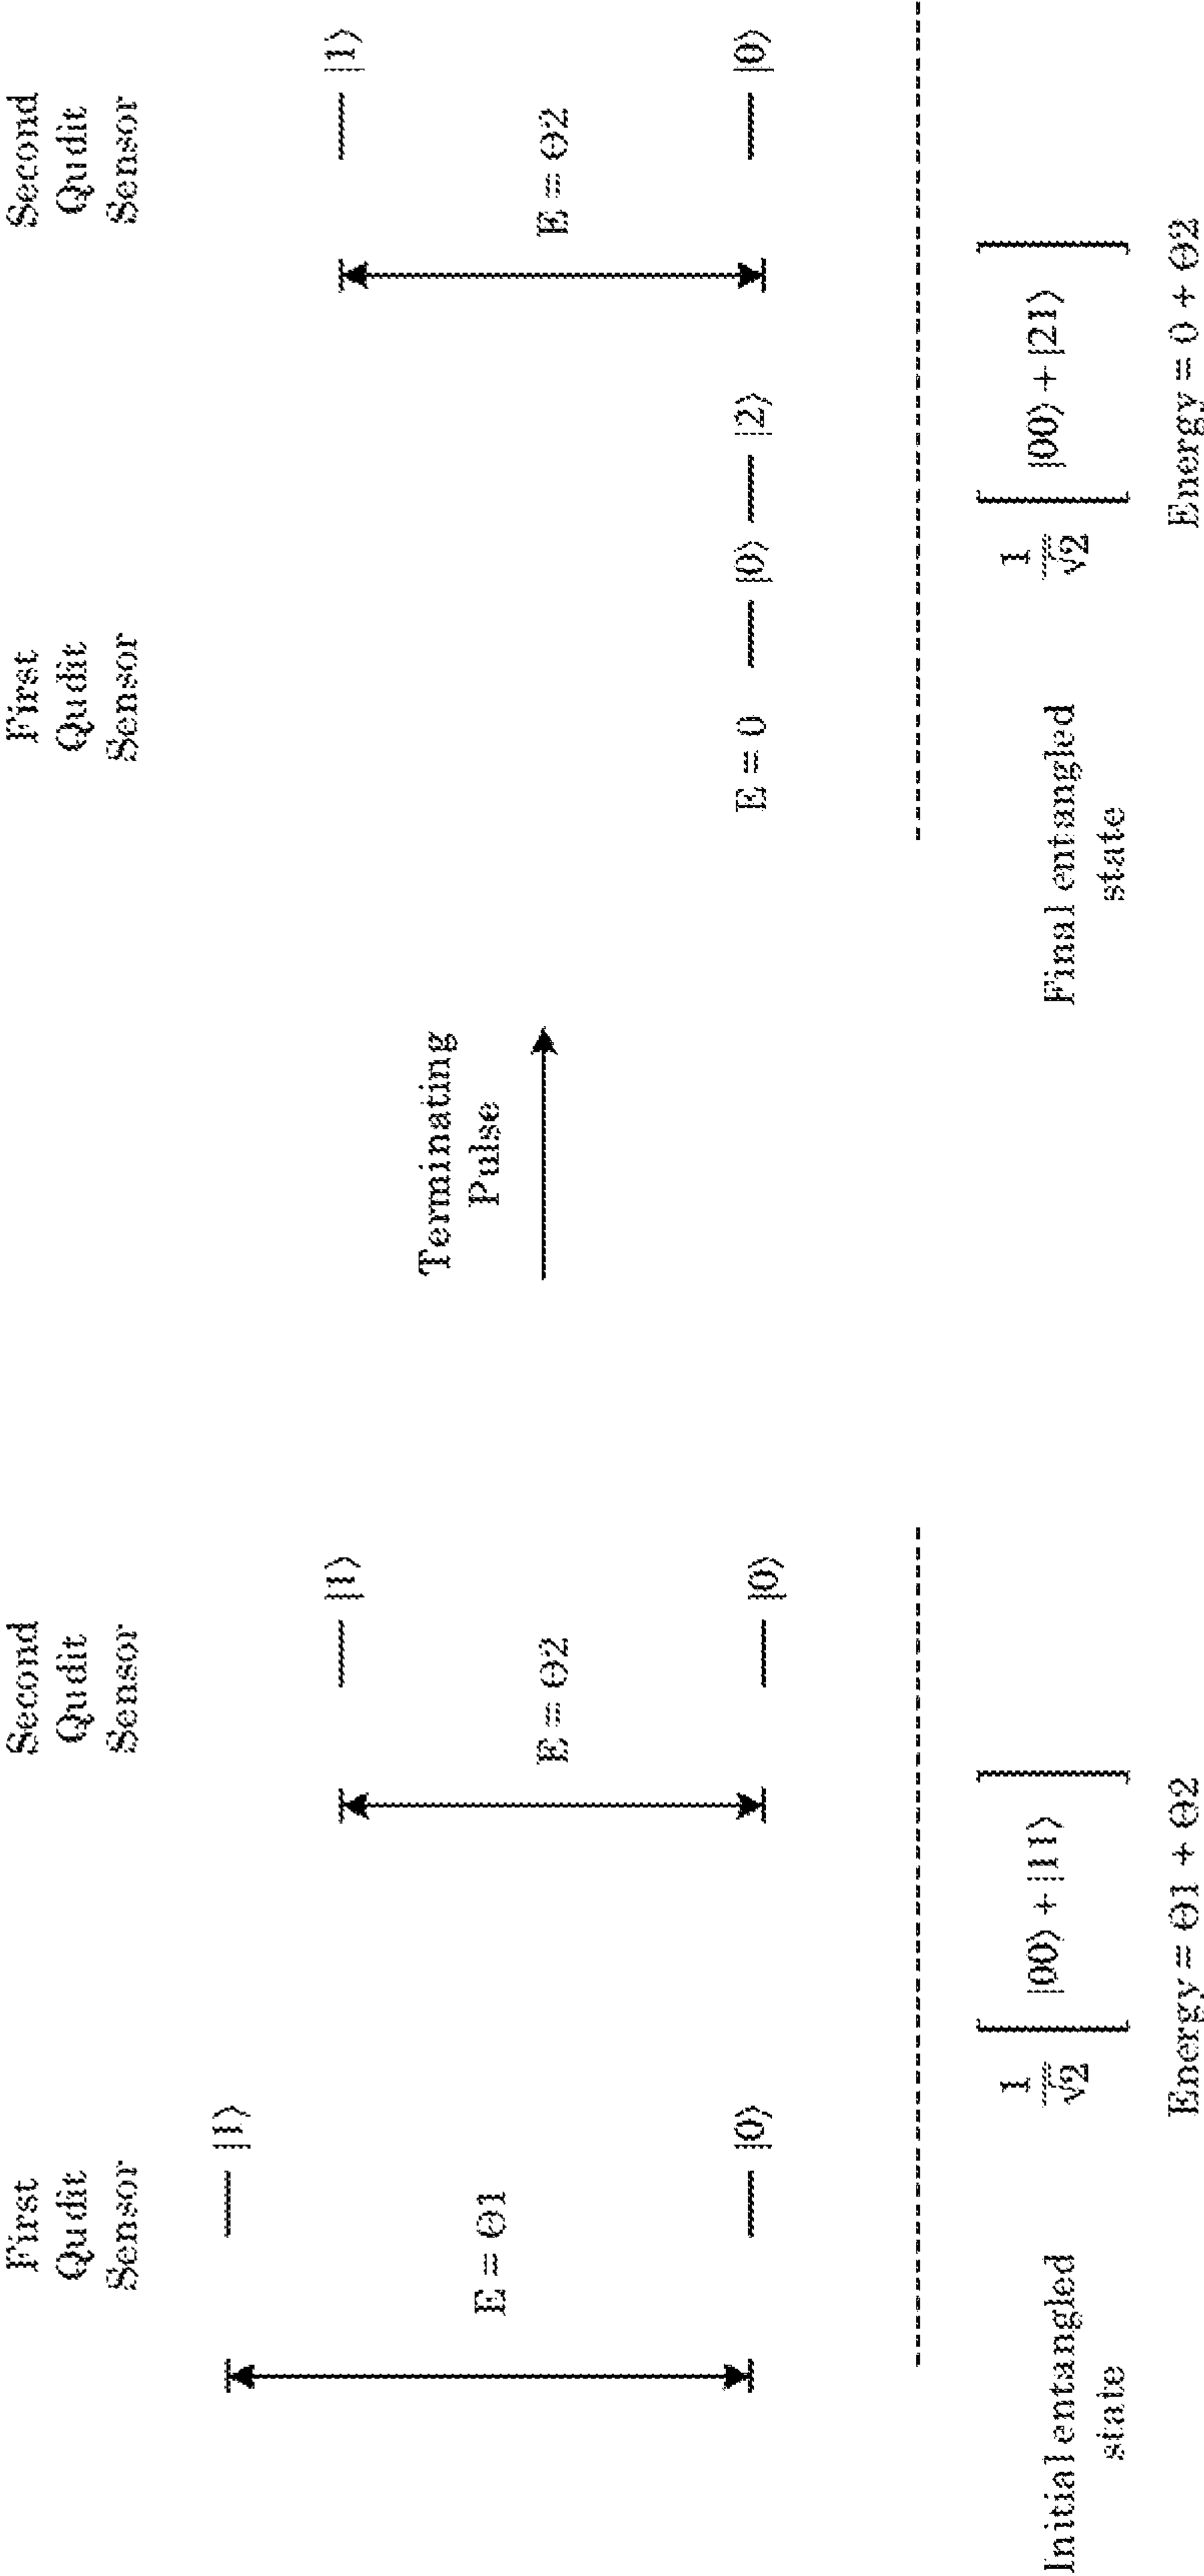 First
Qudit
Sensor
Second
Qudit
Sensor
|1⟩
|1⟩
E = Θ1
E = Θ2
|0⟩
|0⟩
Initial entangled
state
1/√2 [ |00⟩ + |11⟩ ]
Energy = Θ1 + Θ2
Terminating
Pulse
First
Qudit
Sensor
Second
Qudit
Sensor
|1⟩
E = Θ2
E = 0
|0⟩
|2⟩
|0⟩
Final entangled
state
1/√2 [ |00⟩ + |21⟩ ]
Energy = 0 + Θ2